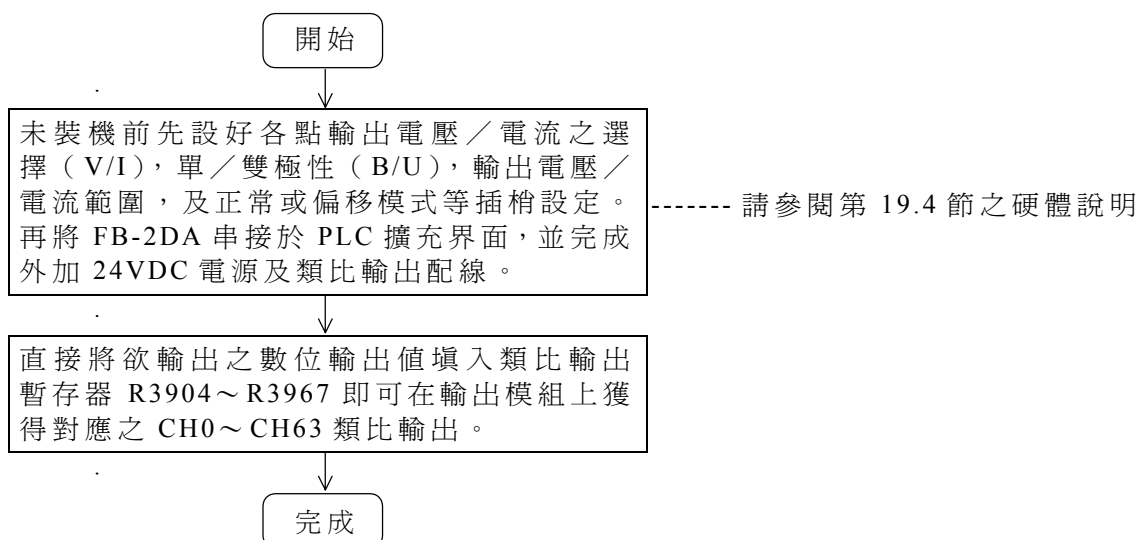 開始
未裝機前先設好各點輸出電壓／電流之選
擇（V/I），單／雙極性（B/U），輸出電壓／
電流範圍，及正常或偏移模式等插梢設定。
再將 FB-2DA 串接於 PLC 擴充界面，並完成
外加 24VDC 電源及類比輸出配線。
------- 請參閱第 19.4 節之硬體說明
直接將欲輸出之數位輸出值填入類比輸出
暫存器 R3904～R3967 即可在輸出模組上獲
得對應之 CH0～CH63 類比輸出。
完成